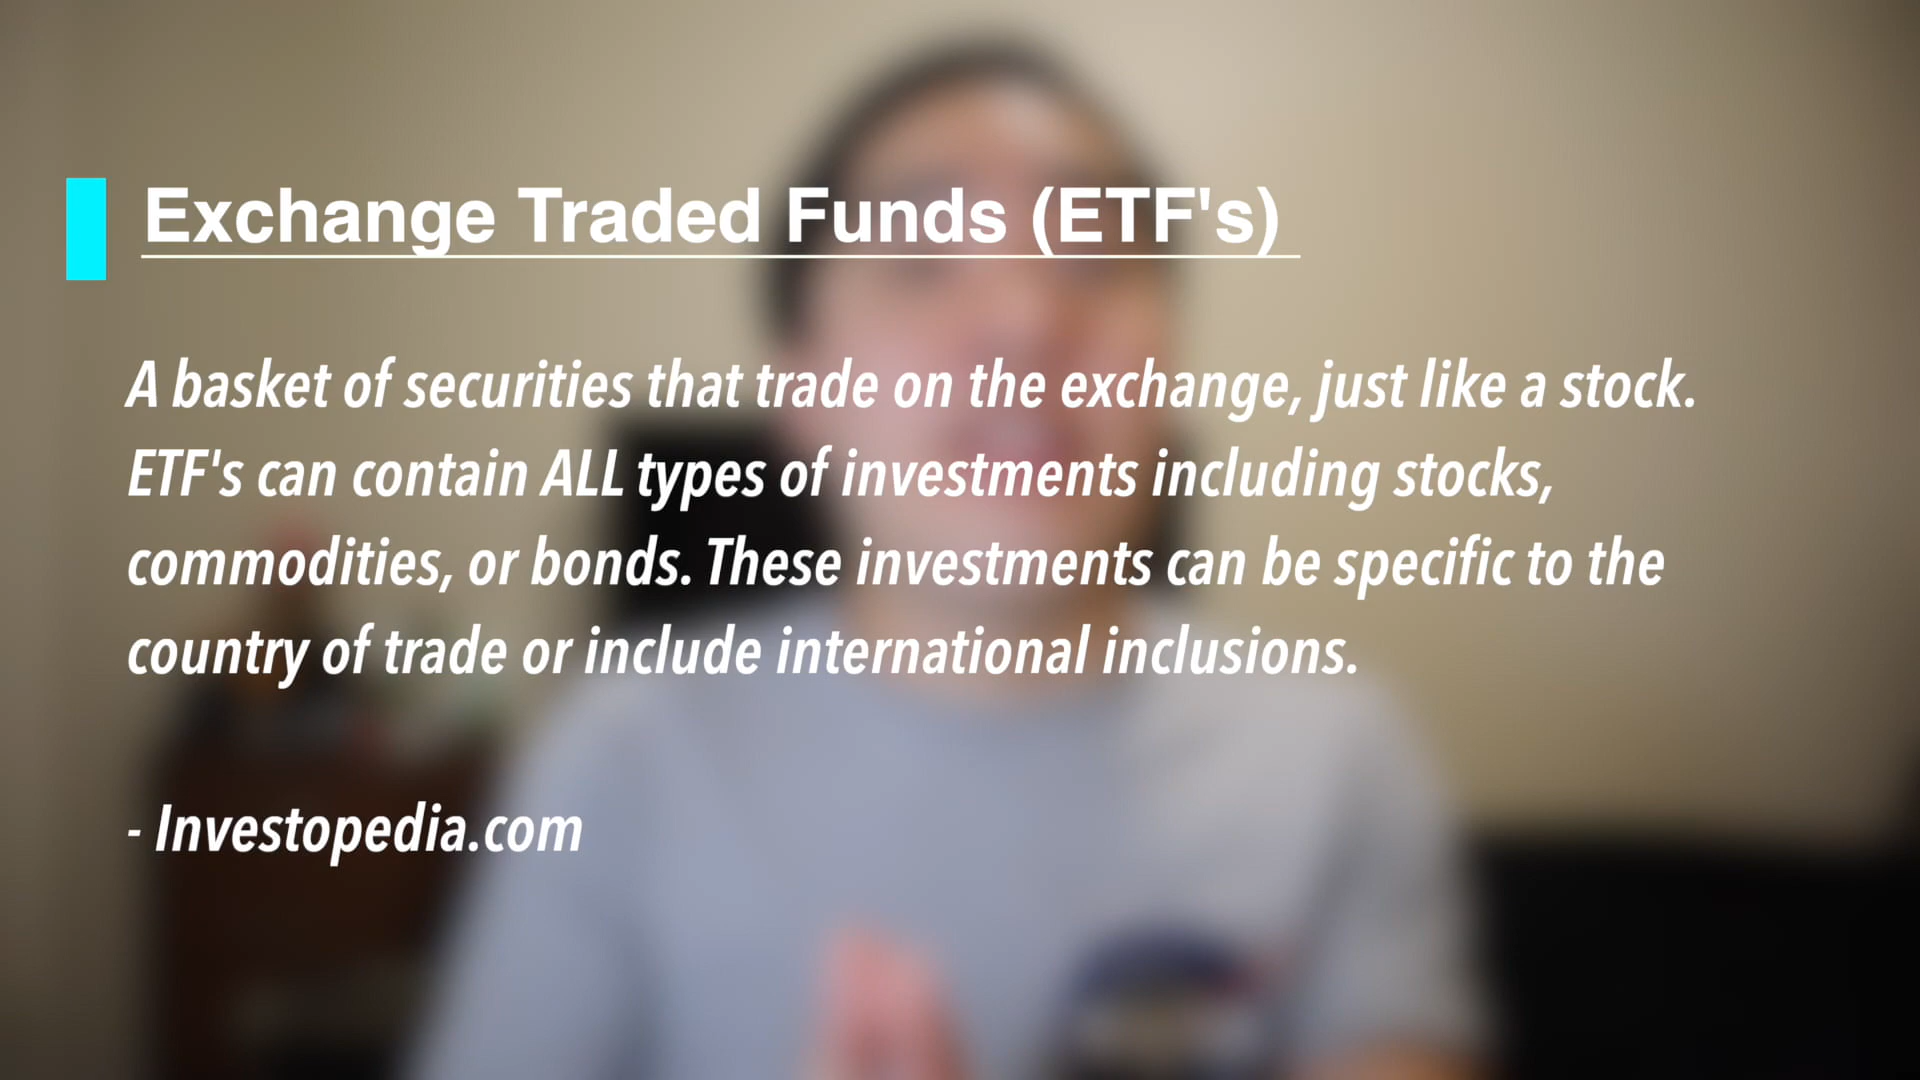 Exchange Traded Funds (ETF's)
A basket of securities that trade on the exchange, just like a stock.
ETF's can contain ALL types of investments including stocks,
commodities, or bonds. These investments can be specific to the
country of trade or include international inclusions.
- Investopedia.com